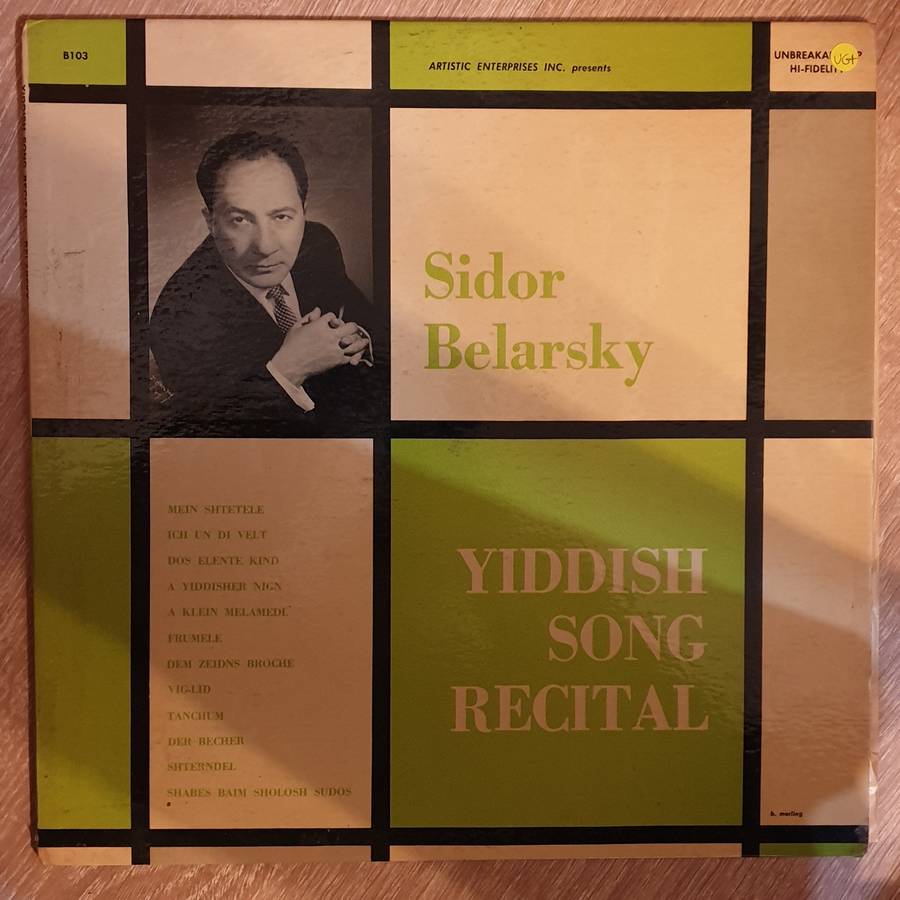 B103
ARTISTIC ENTERPRISES INC. presents
HI-FIDELITY
VG+
Sidor
Belarsky
MEIN SHTETELE
ICH UN DI VELT
DOS ELENTE KIND
A YIDDISHER NIGN
A KLEIN MELAMEDL
FRUMELE
DEM ZEIDNS BROCHE
VIG-LID
TANCHUM
DER BECHER
SHTERNDEL
SHABES BAIM SHOLOSH SUDOS
YIDDISH
SONG
RECITAL
b. marling